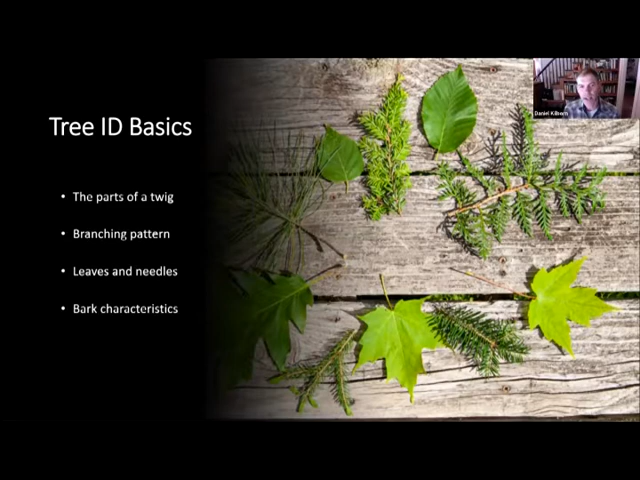 Tree ID Basics
• The parts of a twig
• Branching pattern
• Leaves and needles
• Bark characteristics
Daniel Kilborn